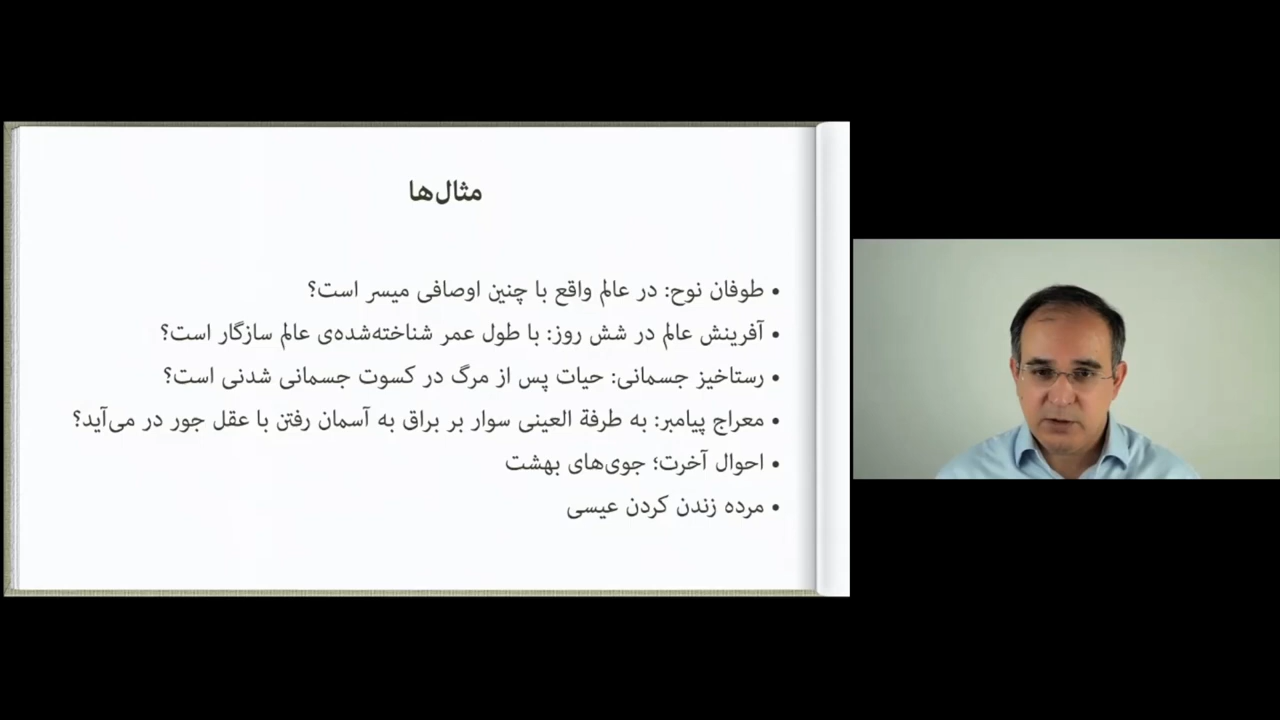 مثال‌ها
• طوفان نوح: در عالم واقع با چنین اوصافی میسر است؟
• آفرینش عالم در شش روز: با طول عمر شناخته‌شده‌ی عالم سازگار است؟
• رستاخیز جسمانی: حیات پس از مرگ در کسوت جسمانی شدنی است؟
• معراج پیامبر: به طرفة العینی سوار بر براق به آسمان رفتن با عقل جور در می‌آید؟
• احوال آخرت؛ جوی‌های بهشت
• مرده زندن کردن عیسی